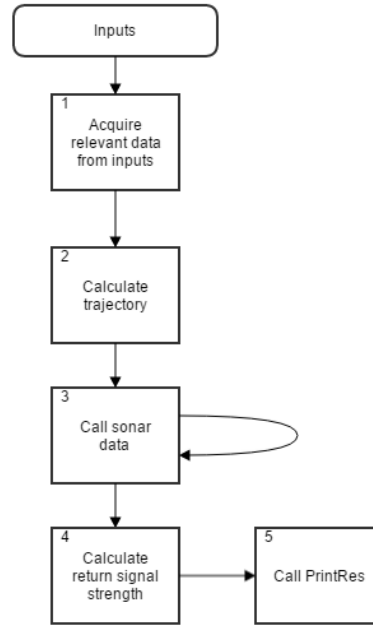 Inputs
1
Acquire
relevant data
from inputs
2
Calculate
trajectory
3
Call sonar
data
4
Calculate
return signal
strength
5
Call PrintRes